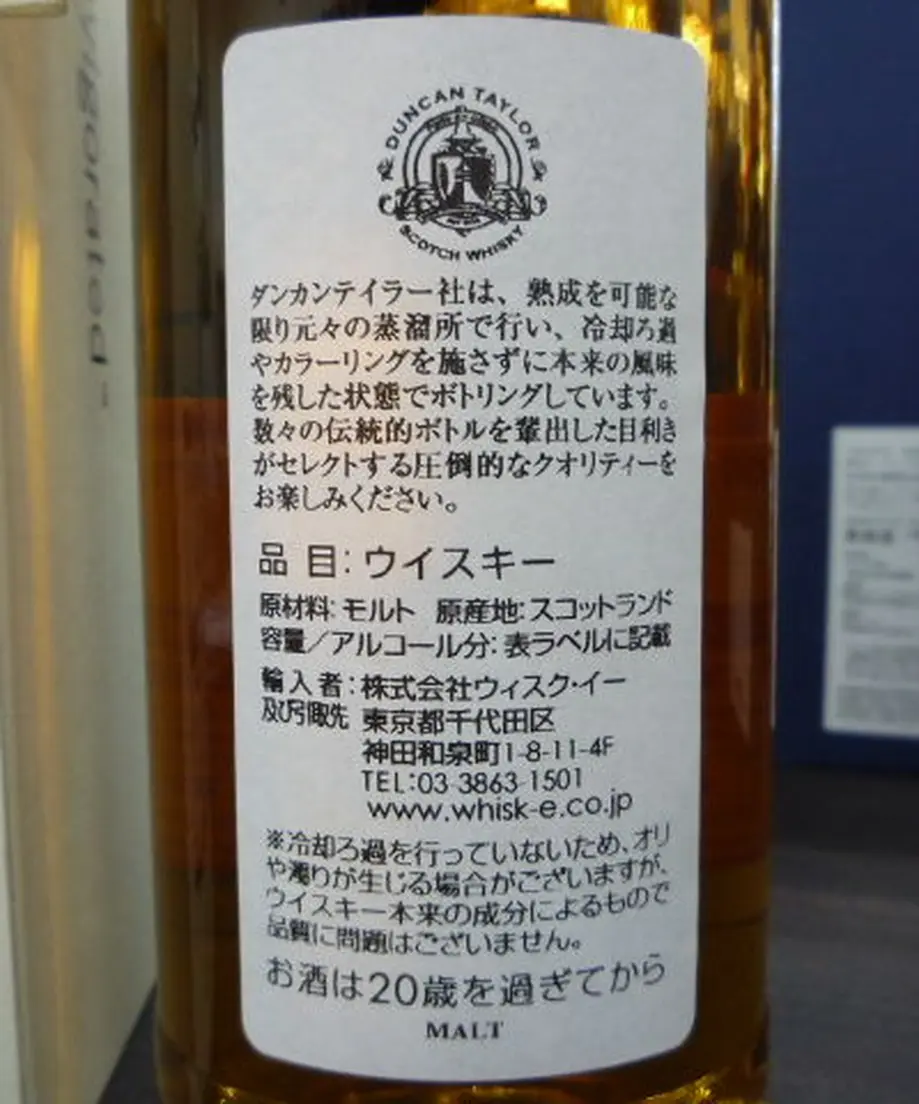 DUNCAN TAYLOR
SCOTCH WHISKY
ダンカンテイラー社は、熟成を可能な
限り元々の蒸溜所で行い、冷却ろ過
やカラーリングを施さずに本来の風味
を残した状態でボトリングしています。
数々の伝統的ボトルを輩出した目利き
がセレクトする圧倒的なクオリティーを
お楽しみください。
品目:ウイスキー
原材料:モルト 原産地:スコットランド
容量/アルコール分:表ラベルに記載
輸入者:株式会社ウィスク・イー
及び引取先 東京都千代田区
神田和泉町1-8-11-4F
TEL:03-3863-1501
www.whisk-e.co.jp
※冷却ろ過を行っていないため、オリ
や濁りが生じる場合がございますが、
ウイスキー本来の成分によるもので
品質に問題はございません。
お酒は20歳を過ぎてから
MALT
vigorated